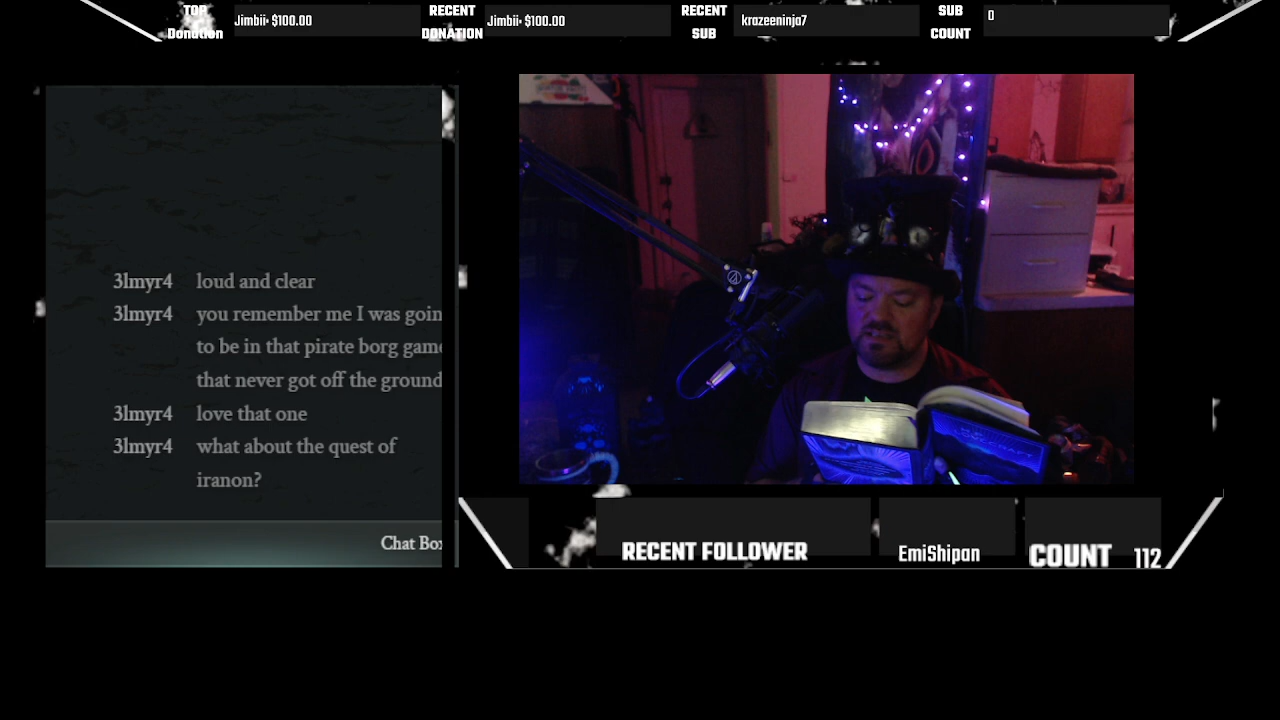 TOP
Donation
Jimbii• $100.00
RECENT
DONATION
Jimbii• $100.00
RECENT
SUB
krazeeninja7
SUB
COUNT
0
3lmyr4 loud and clear
3lmyr4 you remember me I was goin
to be in that pirate borg game
that never got off the ground
3lmyr4 love that one
3lmyr4 what about the quest of
iranon?
Chat Box
RECENT FOLLOWER
EmiShipan
COUNT 112